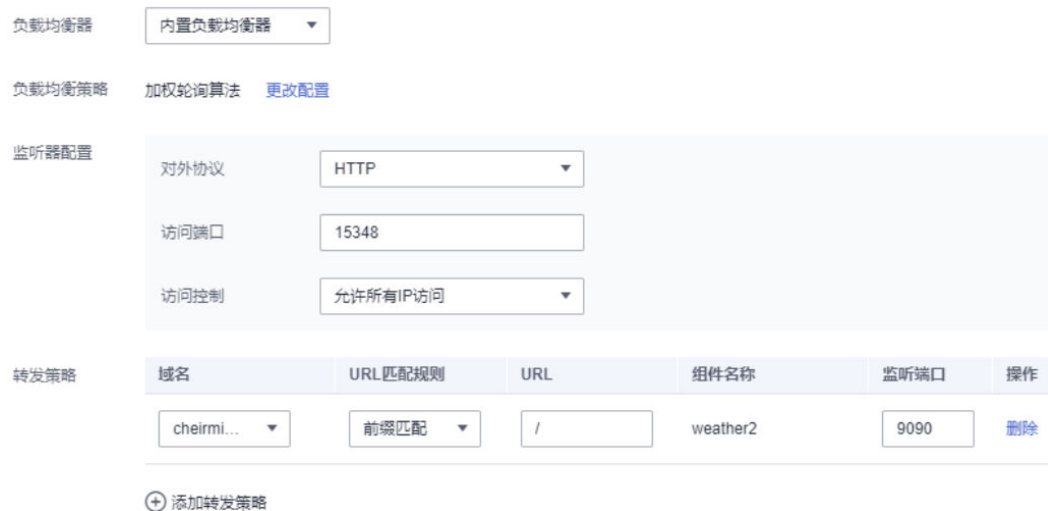 负载均衡器 内置负载均衡器
负载均衡策略 加权轮询算法 更改配置
监听器配置
对外协议 HTTP
访问端口 15348
访问控制 允许所有IP访问
转发策略 域名 URL匹配规则 URL 组件名称 监听端口 操作
cheirmi... 前缀匹配 / weather2 9090 删除
添加转发策略